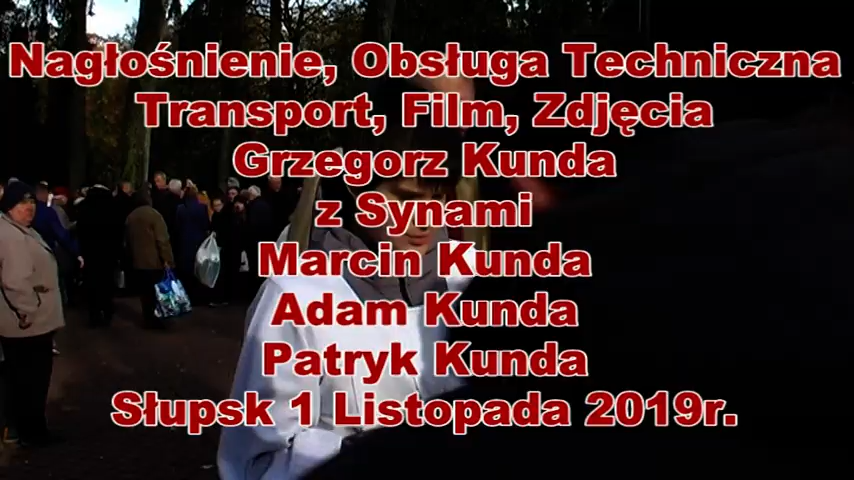 Nagłośnienie, Obsługa Techniczna
Transport, Film, Zdjęcia
Grzegorz Kunda
z Synami
Marcin Kunda
Adam Kunda
Patryk Kunda
Słupsk 1 Listopada 2019r.